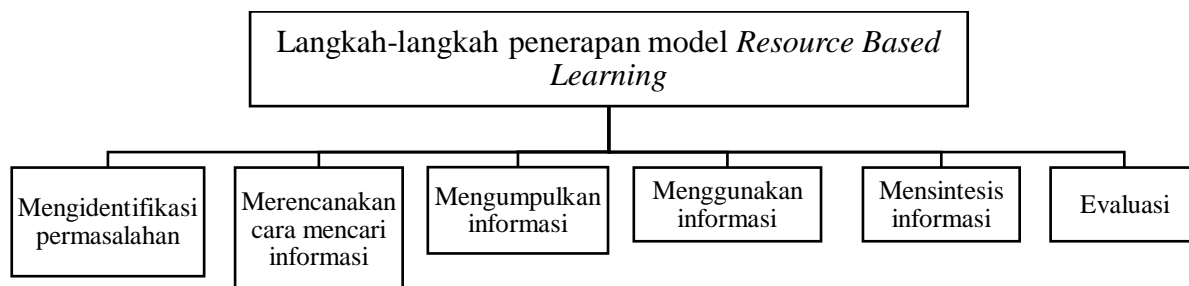 Langkah-langkah penerapan model Resource Based
Learning
Mengidentifikasi
permasalahan
Merencanakan
cara mencari
informasi
Mengumpulkan
informasi
Menggunakan
informasi
Mensintesis
informasi
Evaluasi